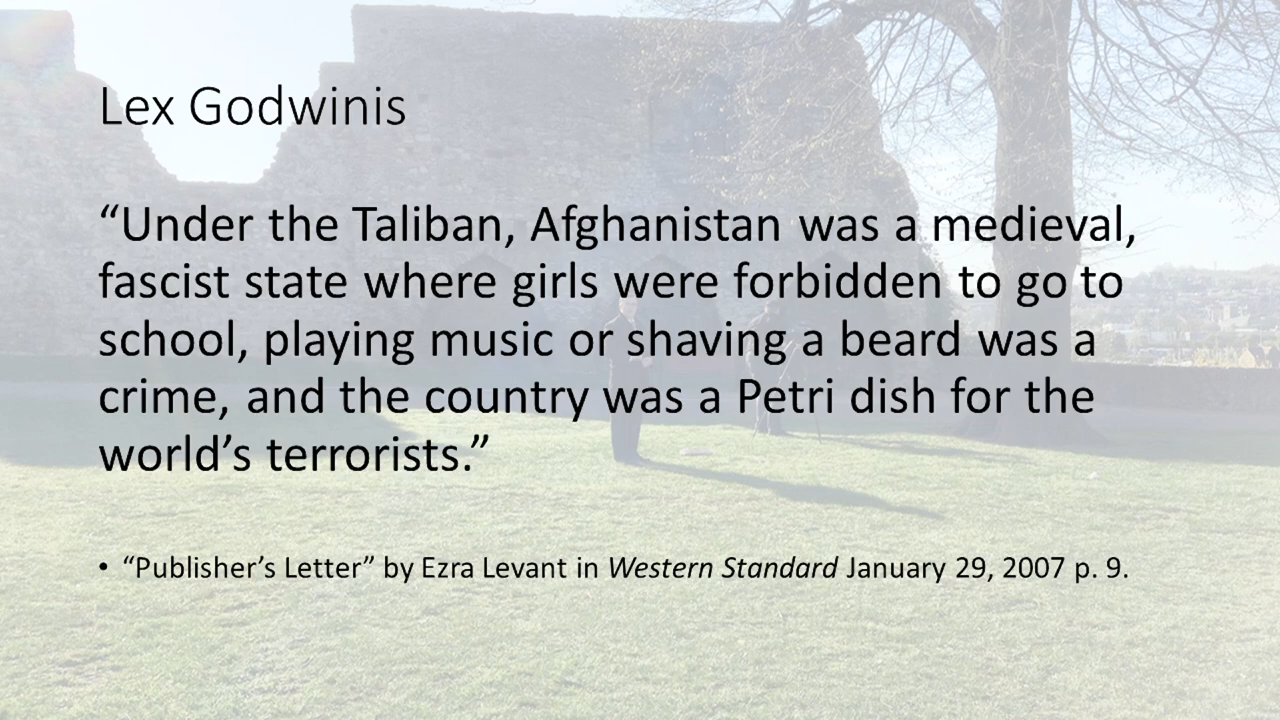 Lex Godwinis
“Under the Taliban, Afghanistan was a medieval,
fascist state where girls were forbidden to go to
school, playing music or shaving a beard was a
crime, and the country was a Petri dish for the
world’s terrorists.”
• “Publisher’s Letter” by Ezra Levant in Western Standard January 29, 2007 p. 9.